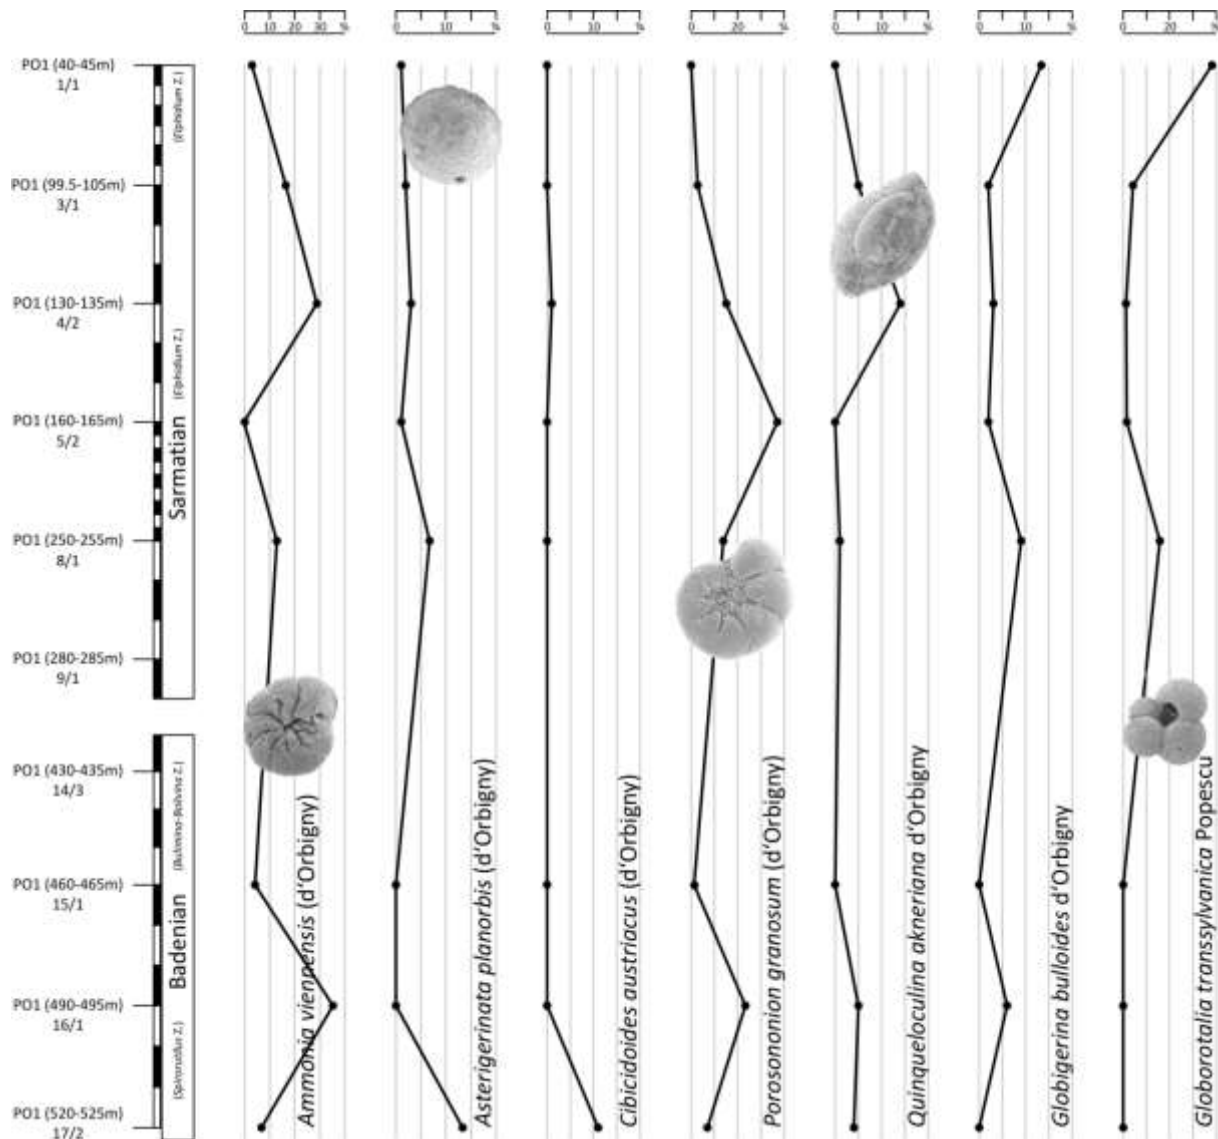 0 10 20 30 %
0 10 %
0 10 %
0 20 %
0 10 %
0 10 %
0 20 %
PO1 (40-45m)
1/1
PO1 (99.5-105m)
3/1
PO1 (130-135m)
4/2
PO1 (160-165m)
5/2
PO1 (250-255m)
8/1
PO1 (280-285m)
9/1
PO1 (430-435m)
14/3
PO1 (460-465m)
15/1
PO1 (490-495m)
16/1
PO1 (520-525m)
17/2
(Elphidium Z.)
(Elphidium Z.)
Sarmatian
(Bulimina-Bolivina Z.)
Badenian
(Spirorutilus Z.)
Ammonia viennensis (d'Orbigny)
Asterigerinata planorbis (d'Orbigny)
Cibicidoides austriacus (d'Orbigny)
Porosononion granosum (d'Orbigny)
Quinqueloculina akneriana d'Orbigny
Globigerina bulloides d'Orbigny
Globorotalia transsylvanica Popescu